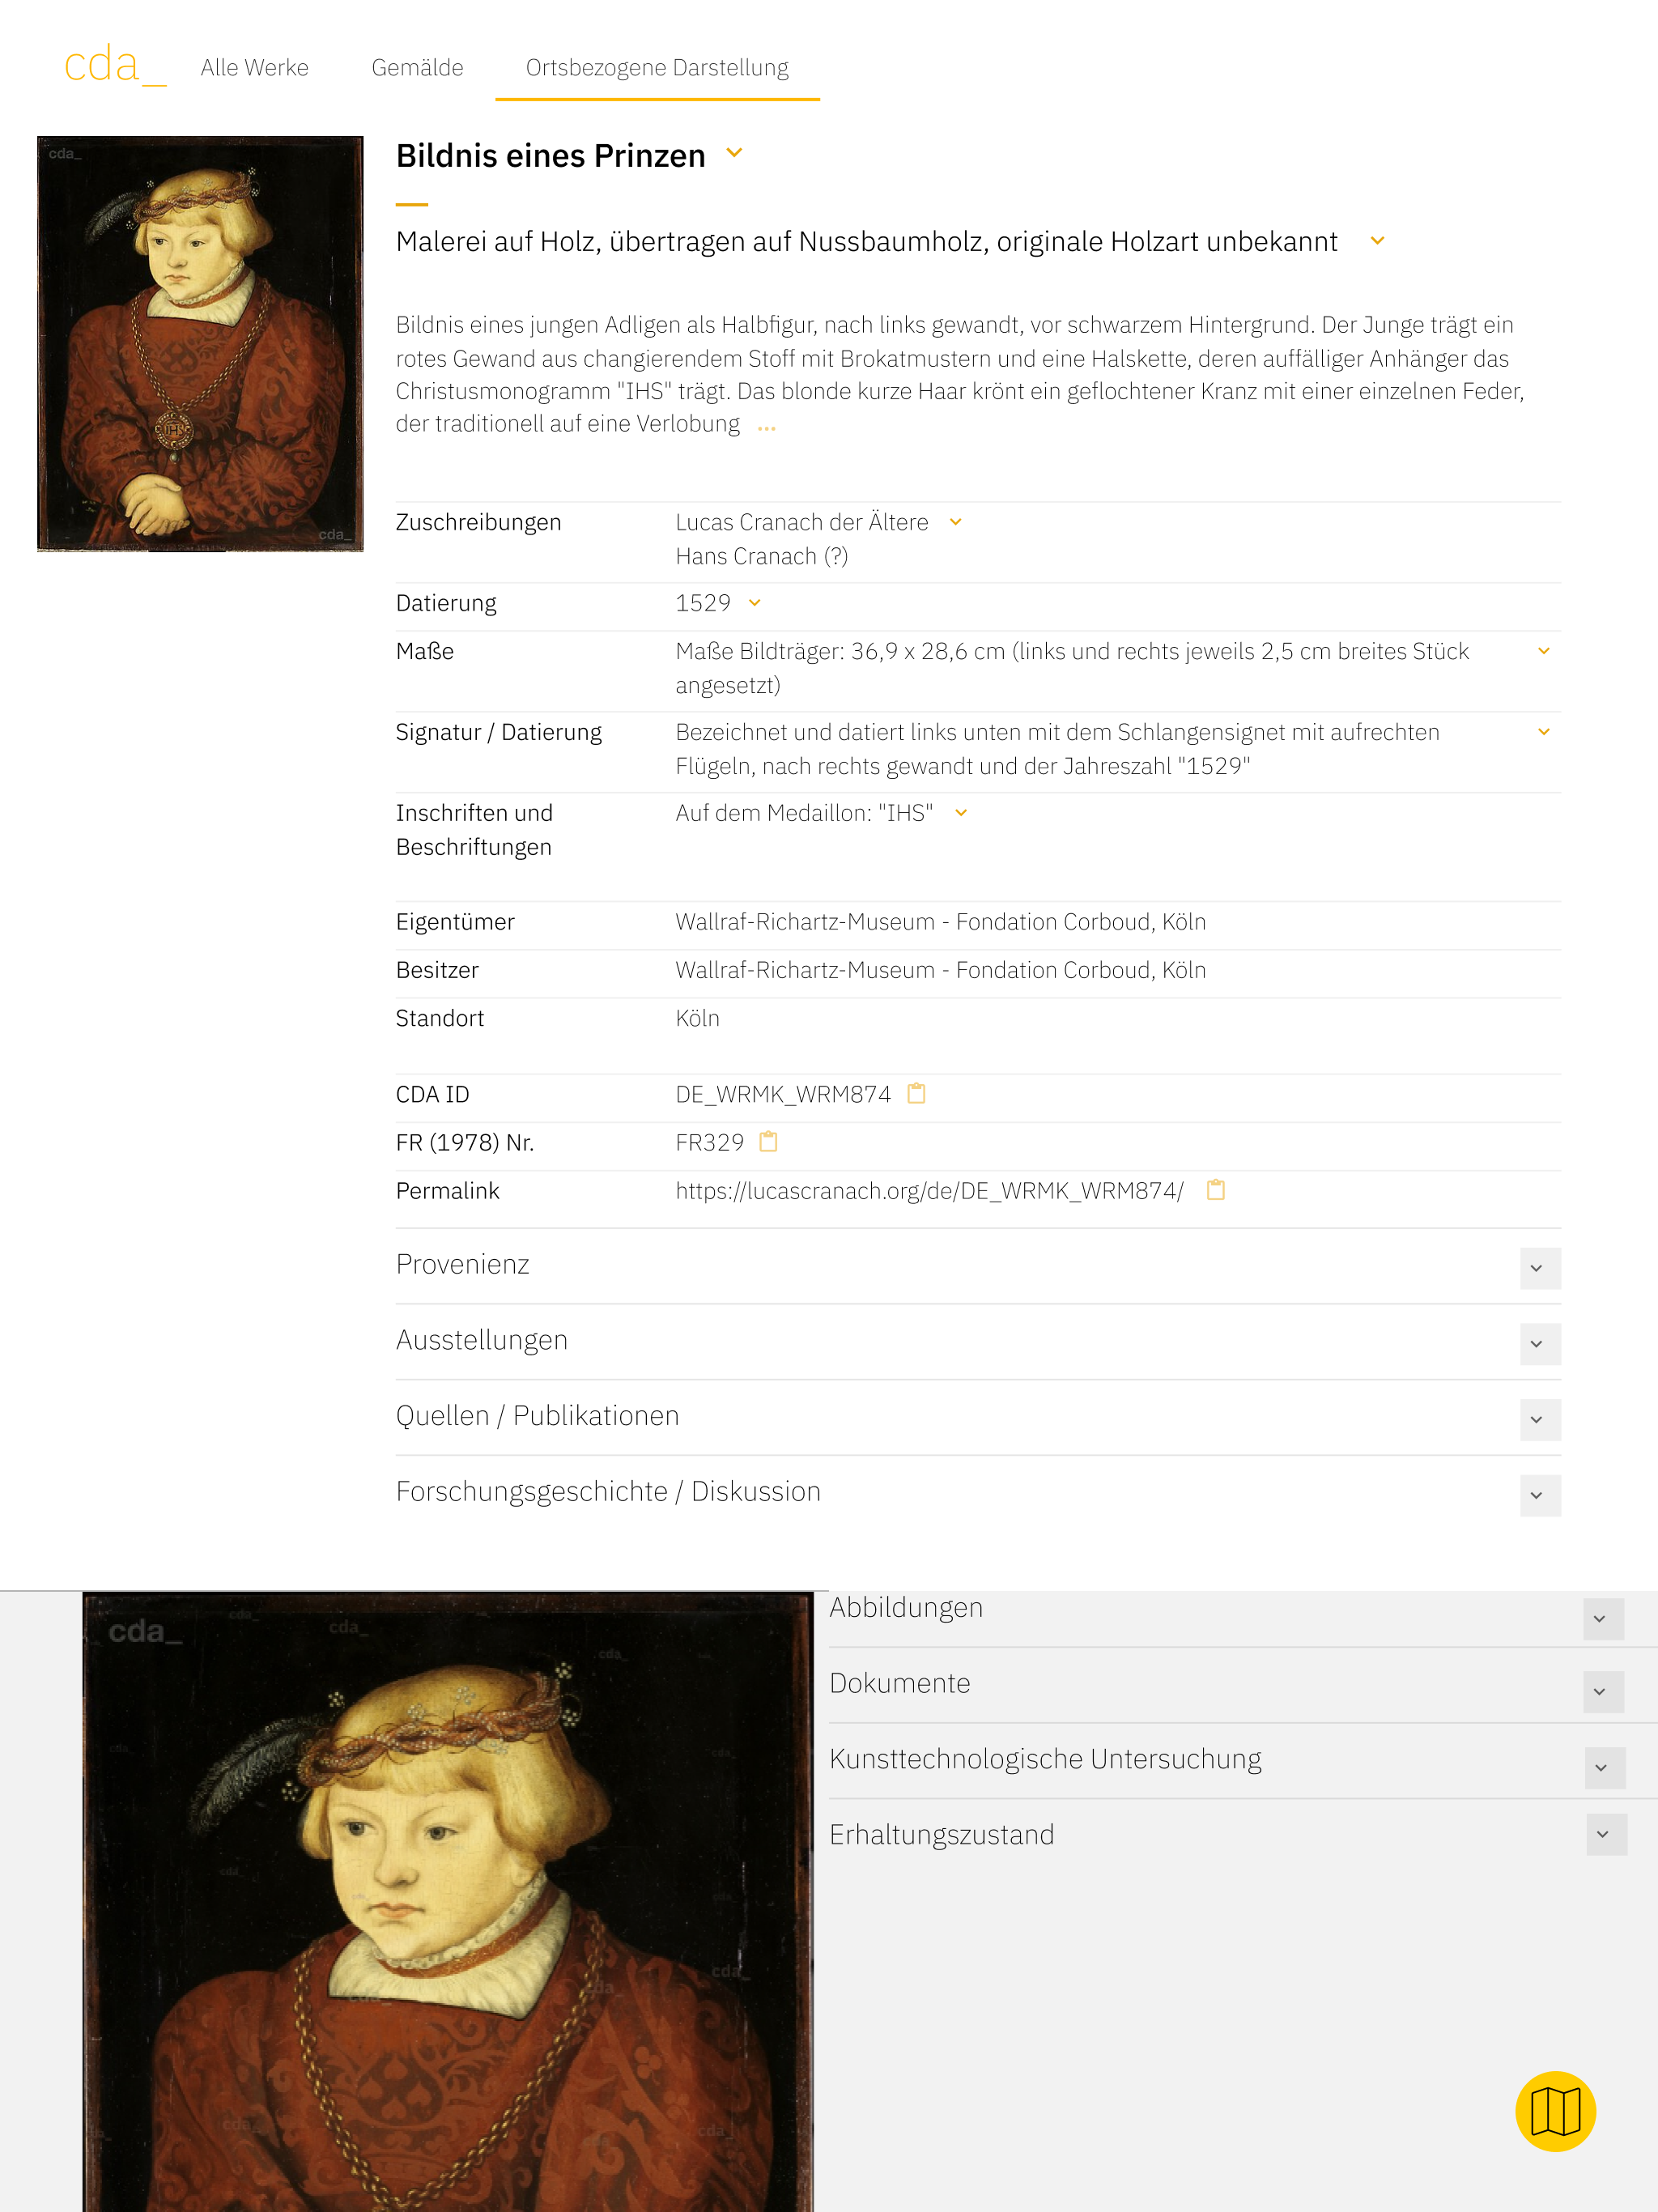 cda_ Alle Werke Gemälde Ortsbezogene Darstellung
cda_
cda_
Bildnis eines Prinzen
Malerei auf Holz, übertragen auf Nussbaumholz, originale Holzart unbekannt
Bildnis eines jungen Adligen als Halbfigur, nach links gewandt, vor schwarzem Hintergrund. Der Junge trägt ein
rotes Gewand aus changierendem Stoff mit Brokatmustern und eine Halskette, deren auffälliger Anhänger das
Christusmonogramm "IHS" trägt. Das blonde kurze Haar krönt ein geflochtener Kranz mit einer einzelnen Feder,
der traditionell auf eine Verlobung ...
Zuschreibungen Lucas Cranach der Ältere
Hans Cranach (?)
Datierung 1529
Maße Maße Bildträger: 36,9 x 28,6 cm (links und rechts jeweils 2,5 cm breites Stück
angesetzt)
Signatur / Datierung Bezeichnet und datiert links unten mit dem Schlangensignet mit aufrechten
Flügeln, nach rechts gewandt und der Jahreszahl "1529"
Inschriften und Auf dem Medaillon: "IHS"
Beschriftungen
Eigentümer Wallraf-Richartz-Museum - Fondation Corboud, Köln
Besitzer Wallraf-Richartz-Museum - Fondation Corboud, Köln
Standort Köln
CDA ID DE_WRMK_WRM874
FR (1978) Nr. FR329
Permalink https://lucascranach.org/de/DE_WRMK_WRM874/
Provenienz
Ausstellungen
Quellen / Publikationen
Forschungsgeschichte / Diskussion
cda_
cda_
cda_
cda_
Abbildungen
Dokumente
Kunsttechnologische Untersuchung
Erhaltungszustand
cda_
cda_
cda_
cda_